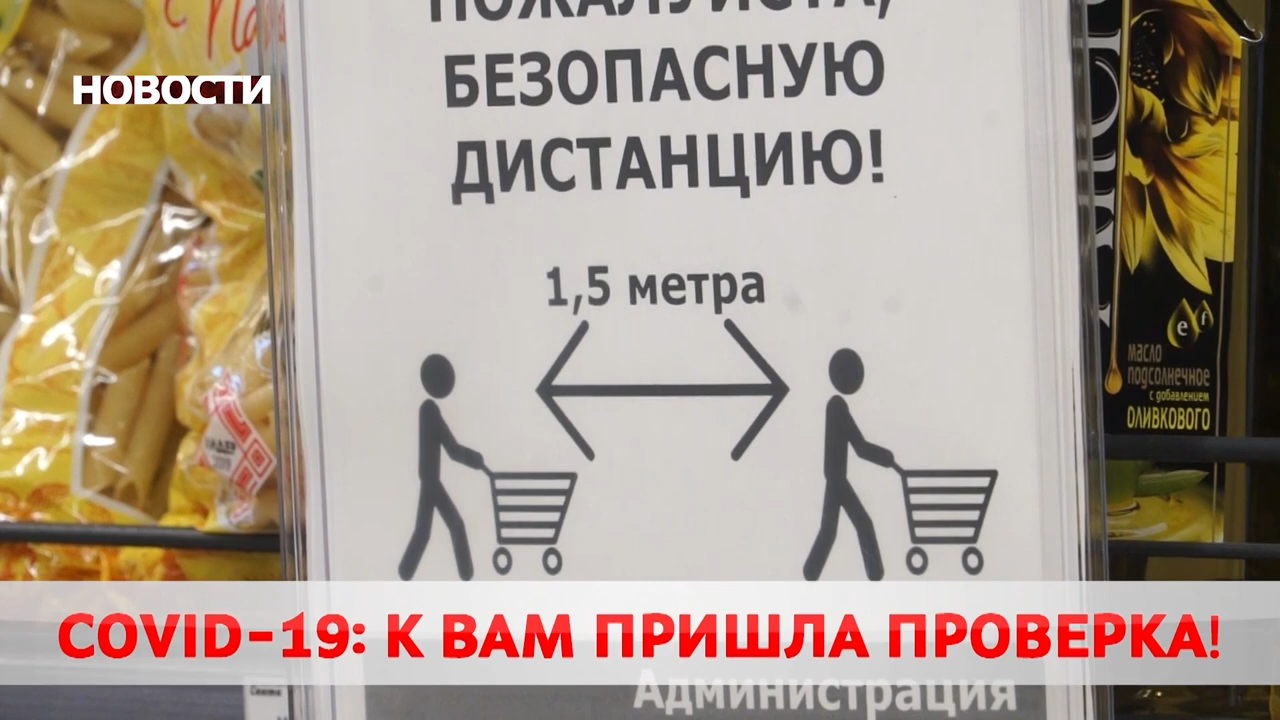 НОВОСТИ
ПОЖАЛУЙСТА,
БЕЗОПАСНУЮ
ДИСТАНЦИЮ!
1,5 метра
e f
масло
подсолнечное
с добавлением
ОЛИВКОВОГО
COVID-19: К ВАМ ПРИШЛА ПРОВЕРКА!
Администрация